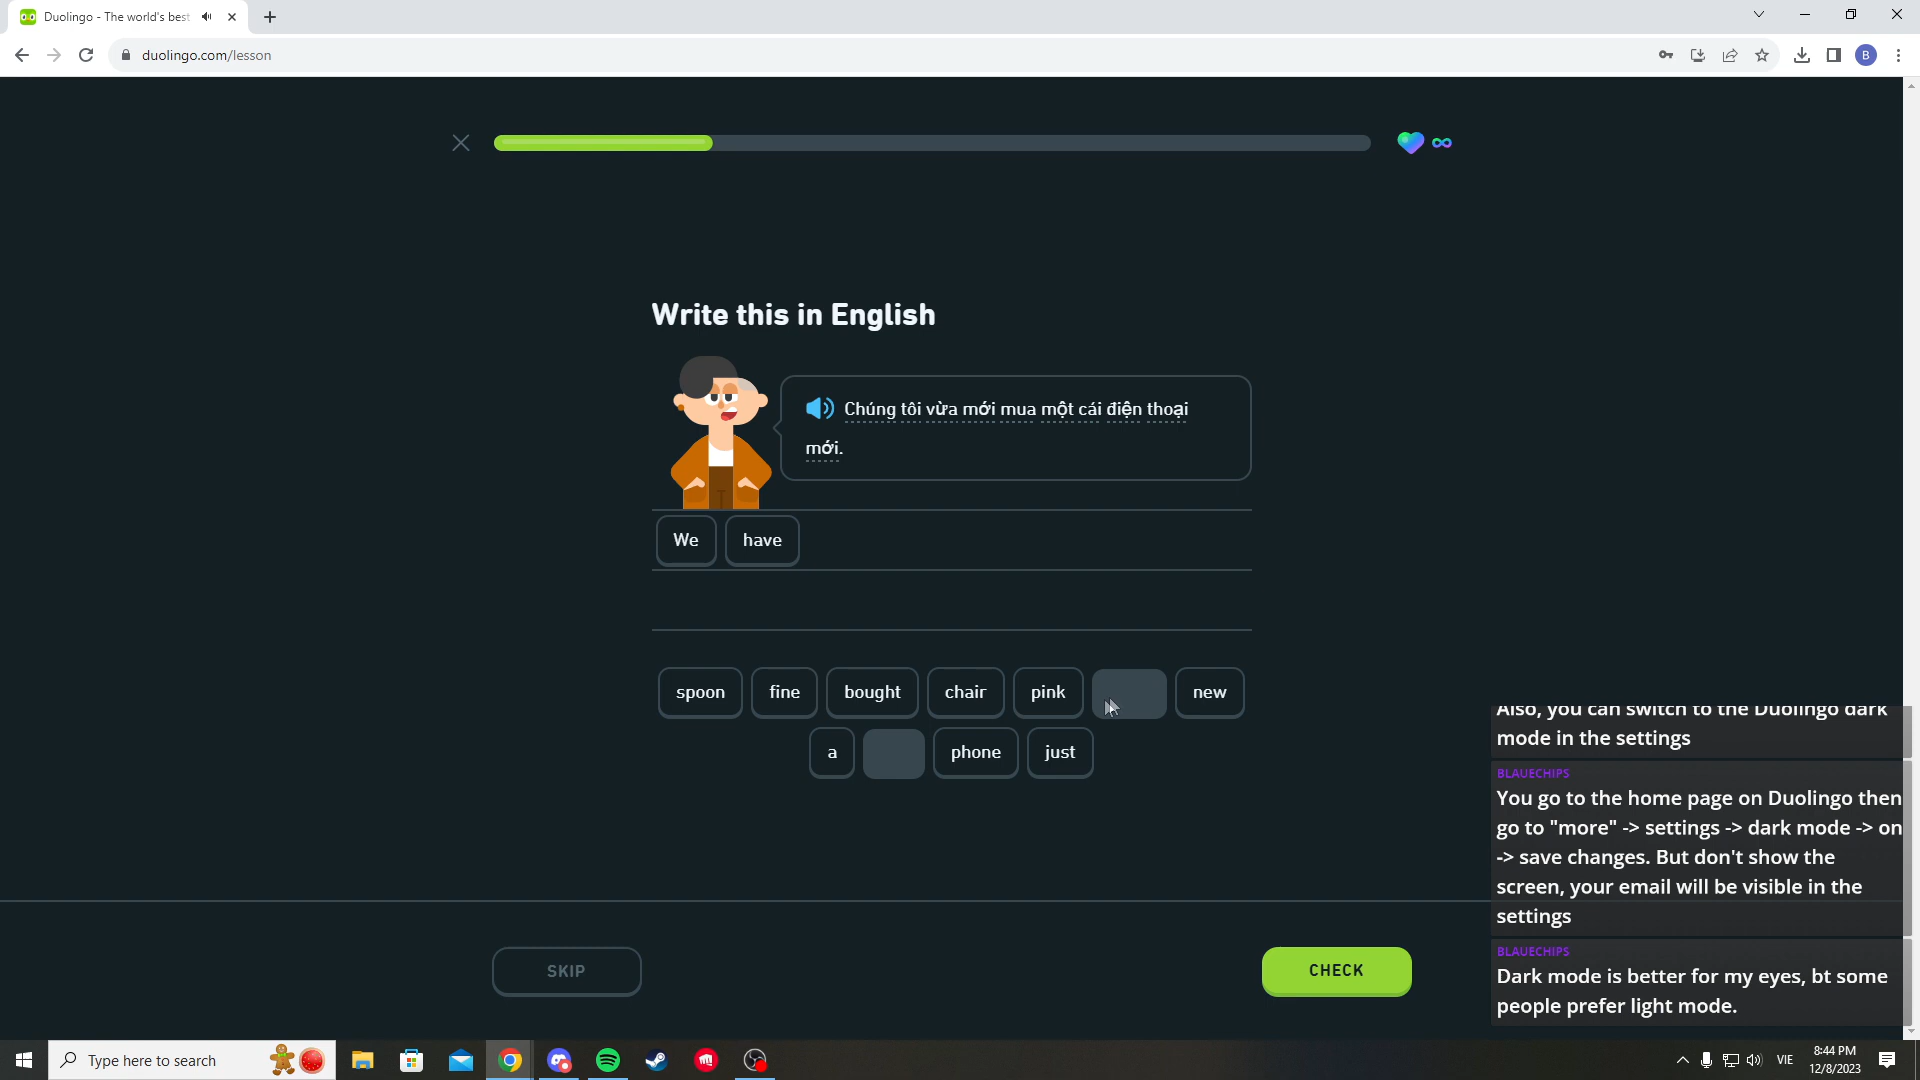 Duolingo - The world's best
duolingo.com/lesson
B
Write this in English
Chúng tôi vừa mới mua một cái điện thoại
mới.
We have
spoon fine bought chair pink new
a phone just
Also, you can switch to the Duolingo dark
mode in the settings
BLAUECHIPS
You go to the home page on Duolingo then
go to "more" -> settings -> dark mode -> on
-> save changes. But don't show the
screen, your email will be visible in the
settings
BLAUECHIPS
Dark mode is better for my eyes, bt some
people prefer light mode.
SKIP
CHECK
Type here to search
VIE
8:44 PM
12/8/2023